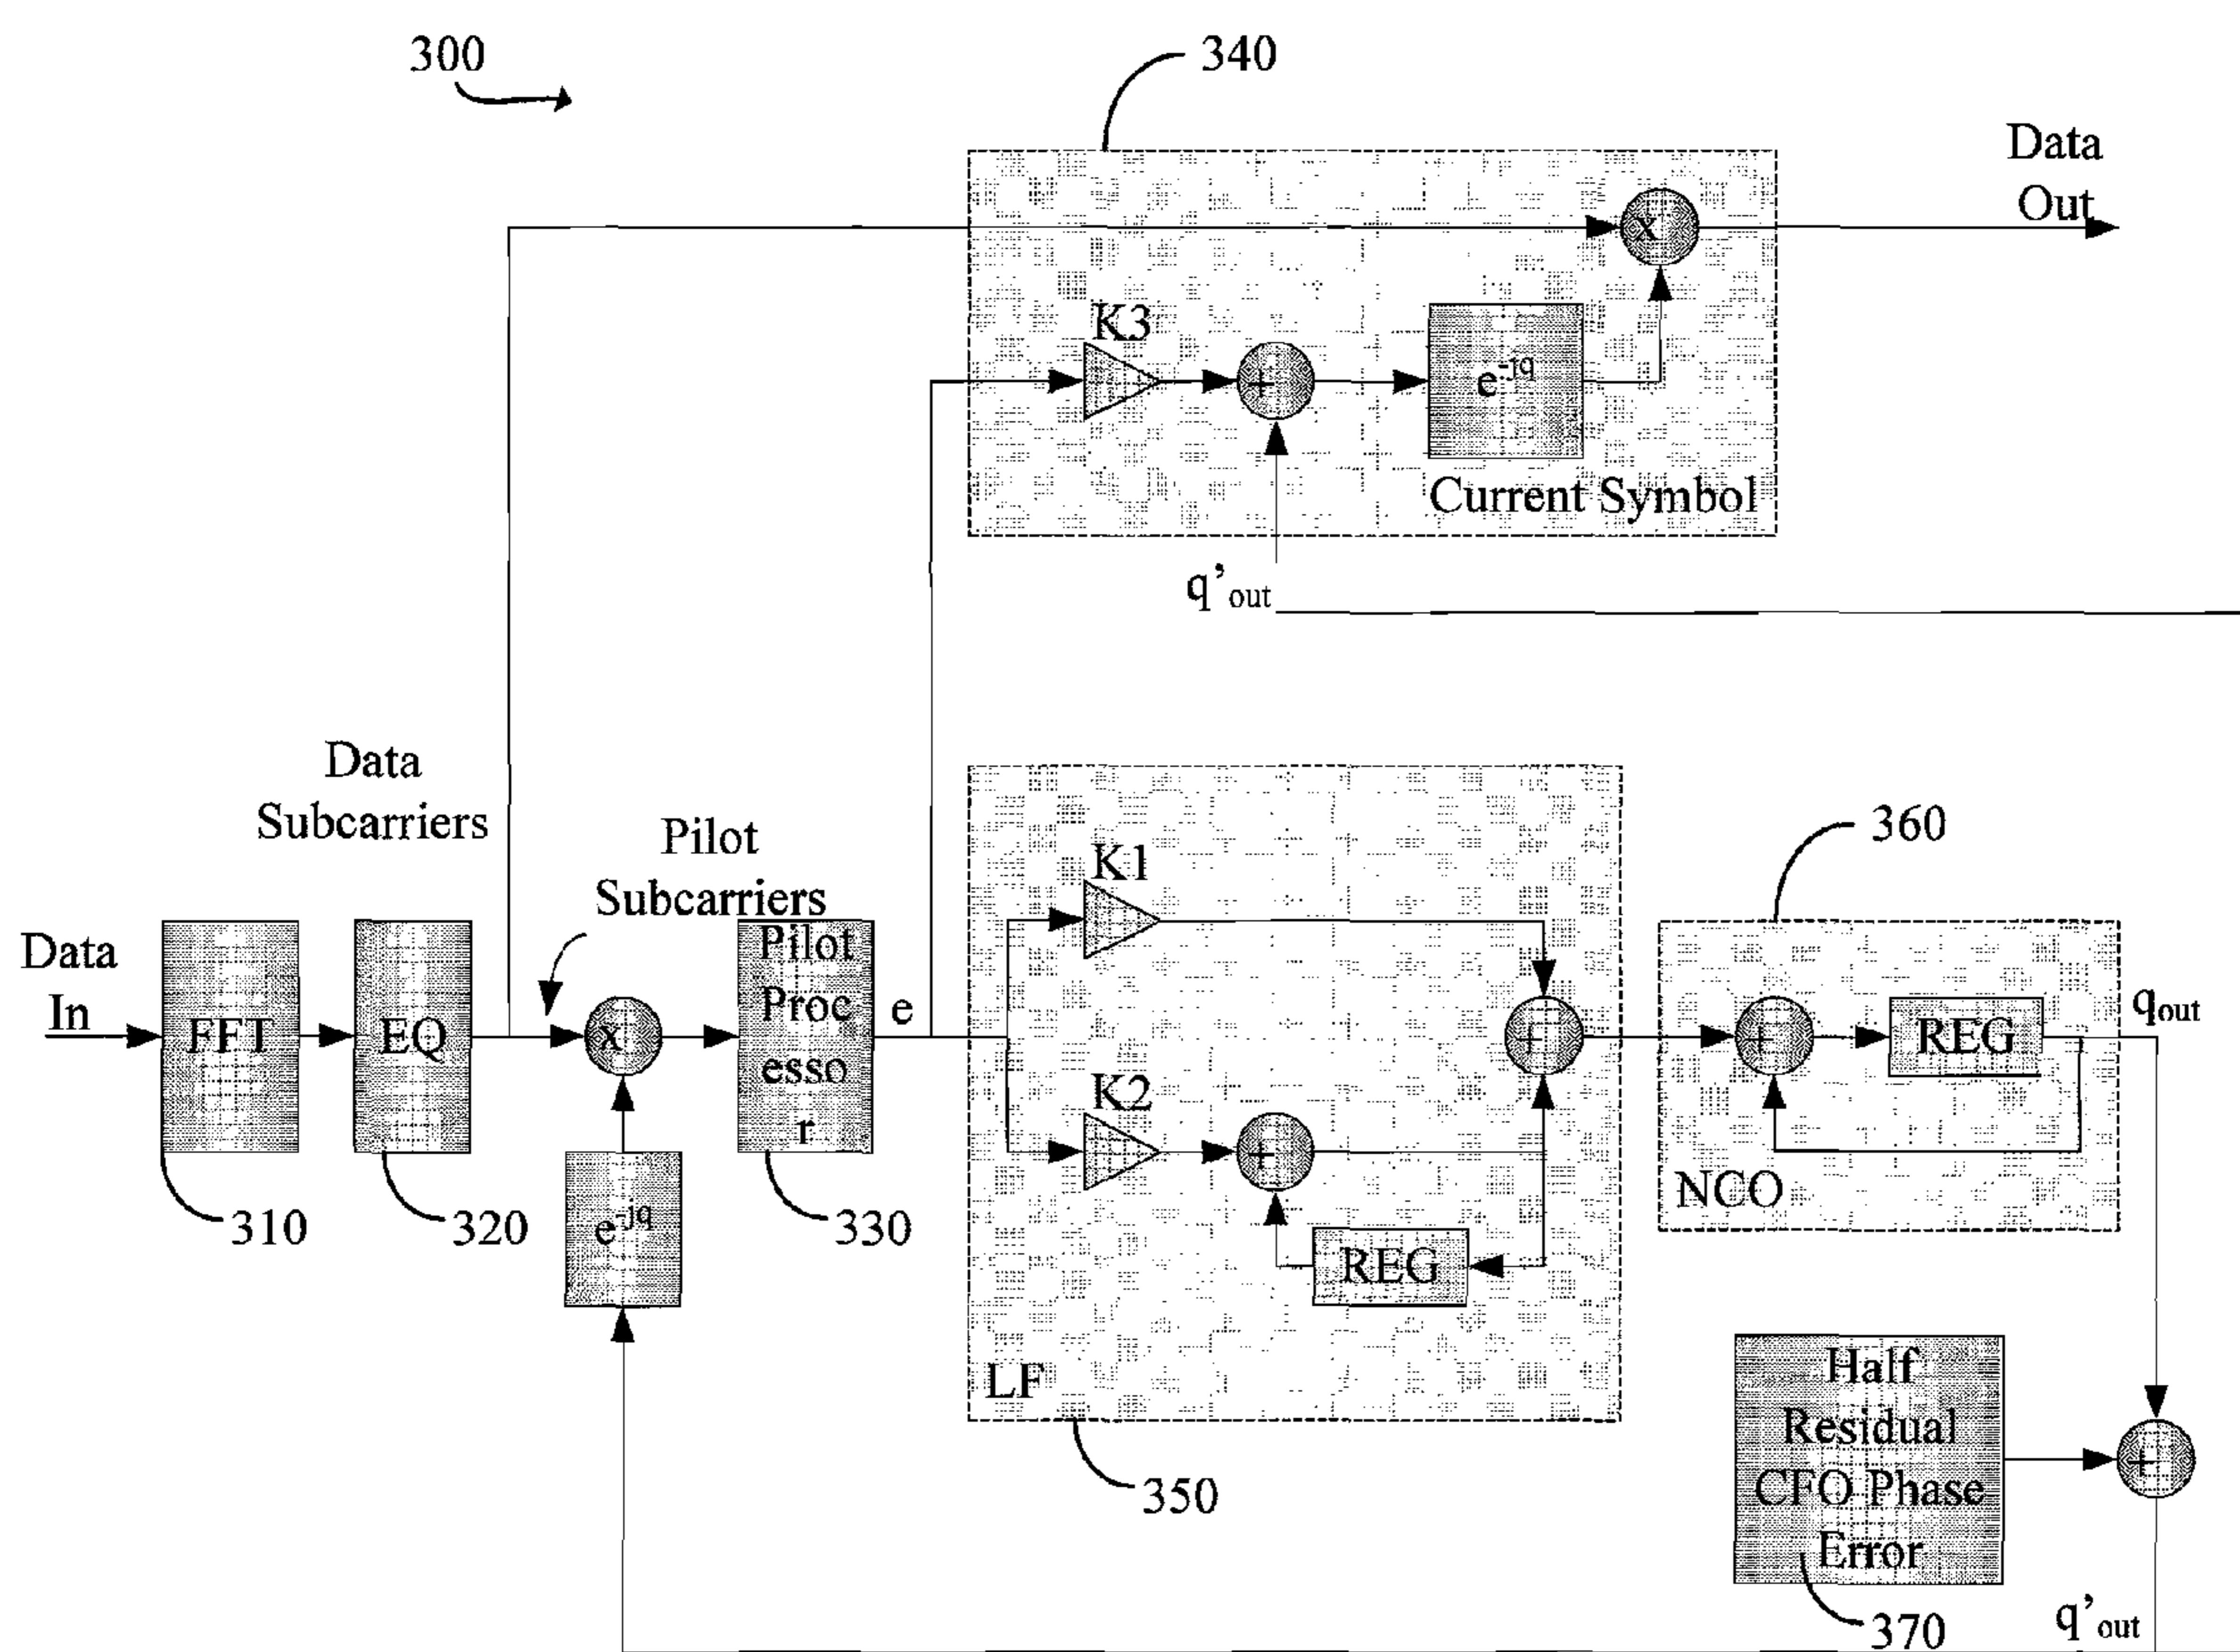 300
340
Data
Out
x
K3
+
e-jq
Current Symbol
q'out
Data
Subcarriers
Pilot
Subcarriers
360
K1
Data
In
FFT
EQ
x
Pilot
Proc
esso
r
e
+
+
REG
qout
K2
+
NCO
310
320
e-jq
330
REG
LF
Half
Residual
CFO Phase
Error
+
350
370
q'out